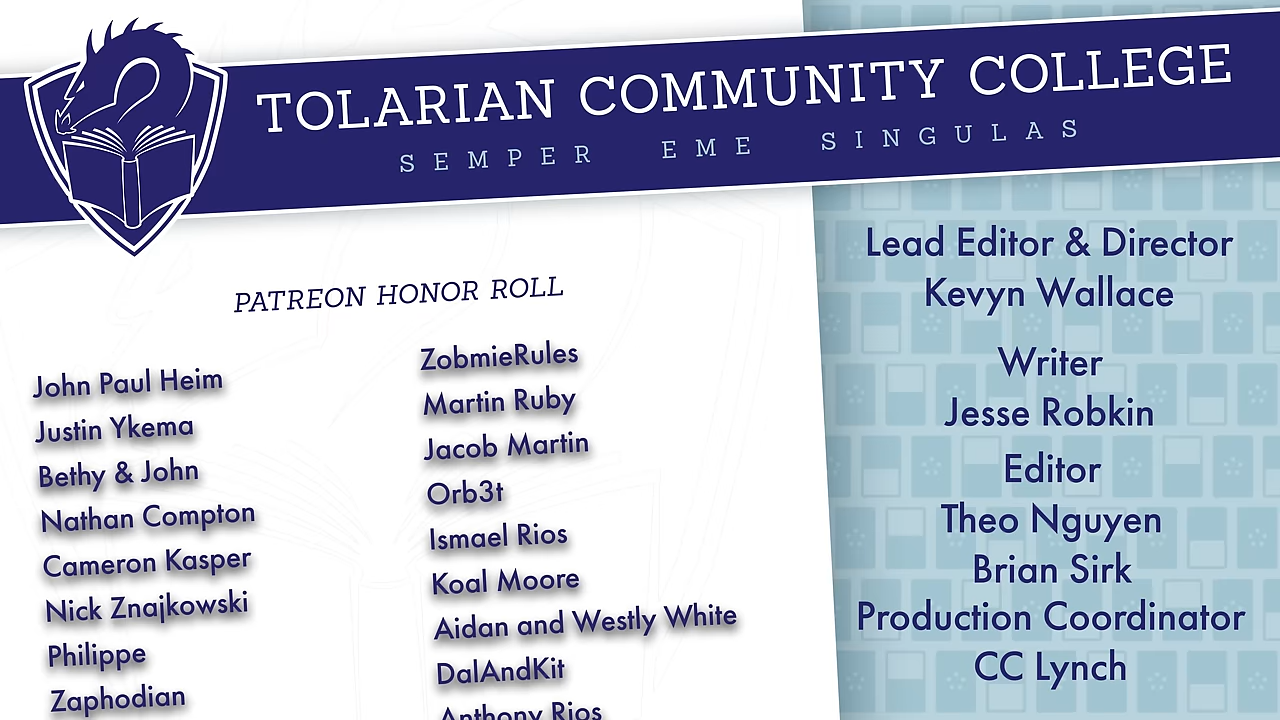 TOLARIAN COMMUNITY COLLEGE
SEMPER EME SINGULAS
PATREON HONOR ROLL
John Paul Heim
Justin Ykema
Bethy & John
Nathan Compton
Cameron Kasper
Nick Znajkowski
Philippe
Zaphodian
ZobmieRules
Martin Ruby
Jacob Martin
Orb3t
Ismael Rios
Koal Moore
Aidan and Westly White
DalAndKit
Anthony Rios
Lead Editor & Director
Kevyn Wallace
Writer
Jesse Robkin
Editor
Theo Nguyen
Brian Sirk
Production Coordinator
CC Lynch